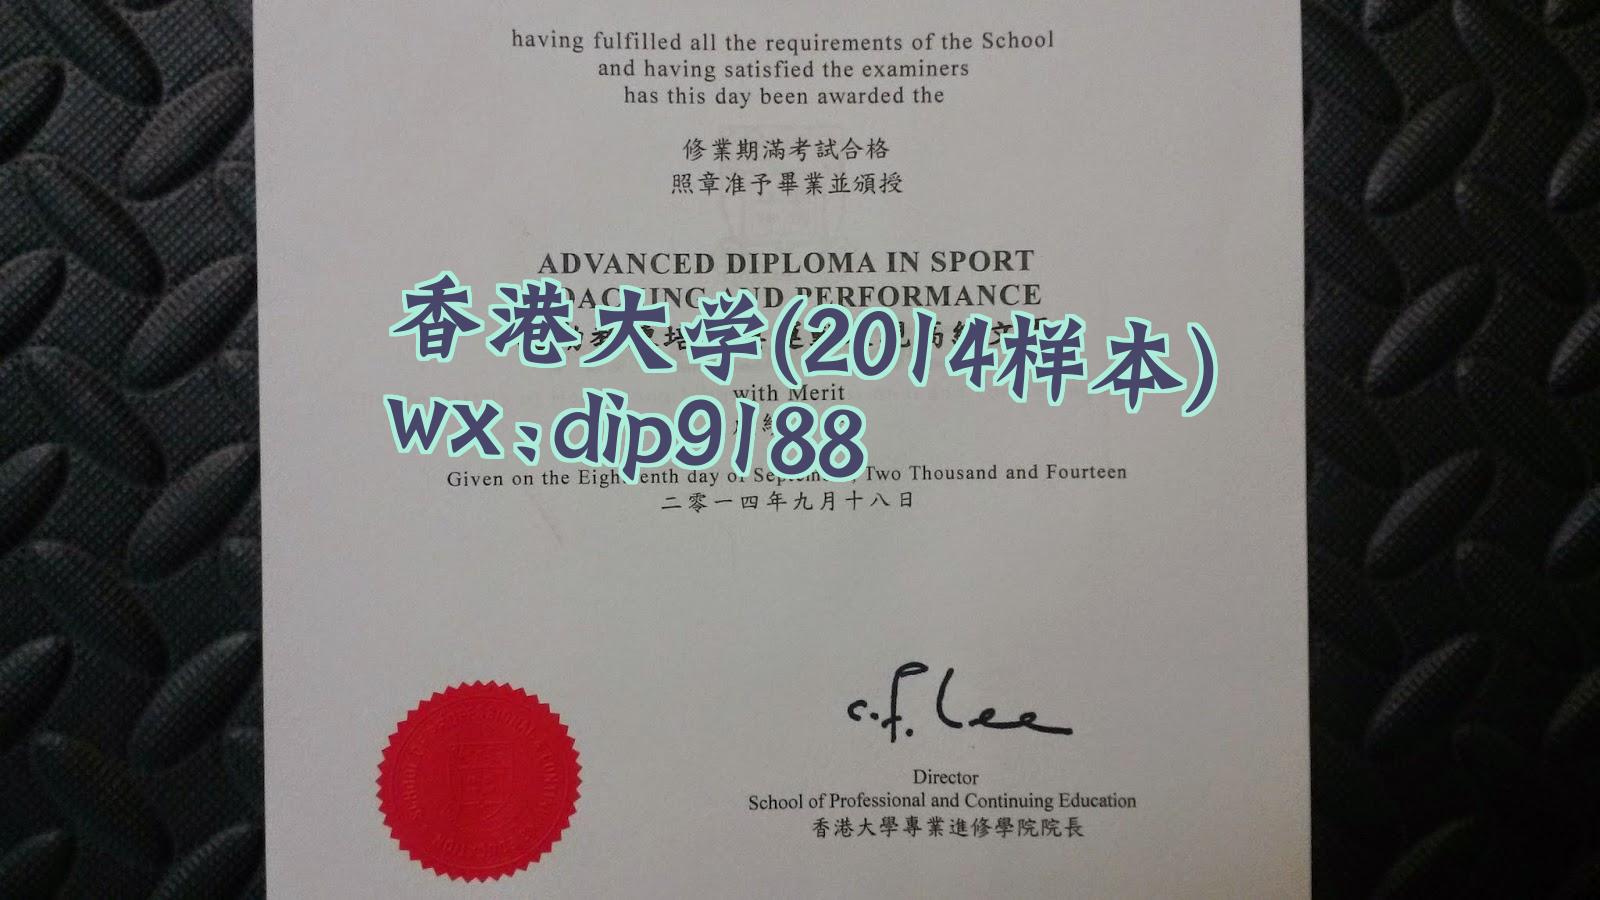 having fulfilled all the requirements of the School
and having satisfied the examiners
has this day been awarded the
修業期滿考試合格
照章准予畢業並頒授
ADVANCED DIPLOMA IN SPORT
AND PERFORMANCE
香港大学(2014样本)
with Merit
wx:dip9188
Given on the day of Two Thousand and Fourteen
二零一四年九月十八日
c.f. Lee
Director
School of Professional and Continuing Education
香港大學專業進修學院院長